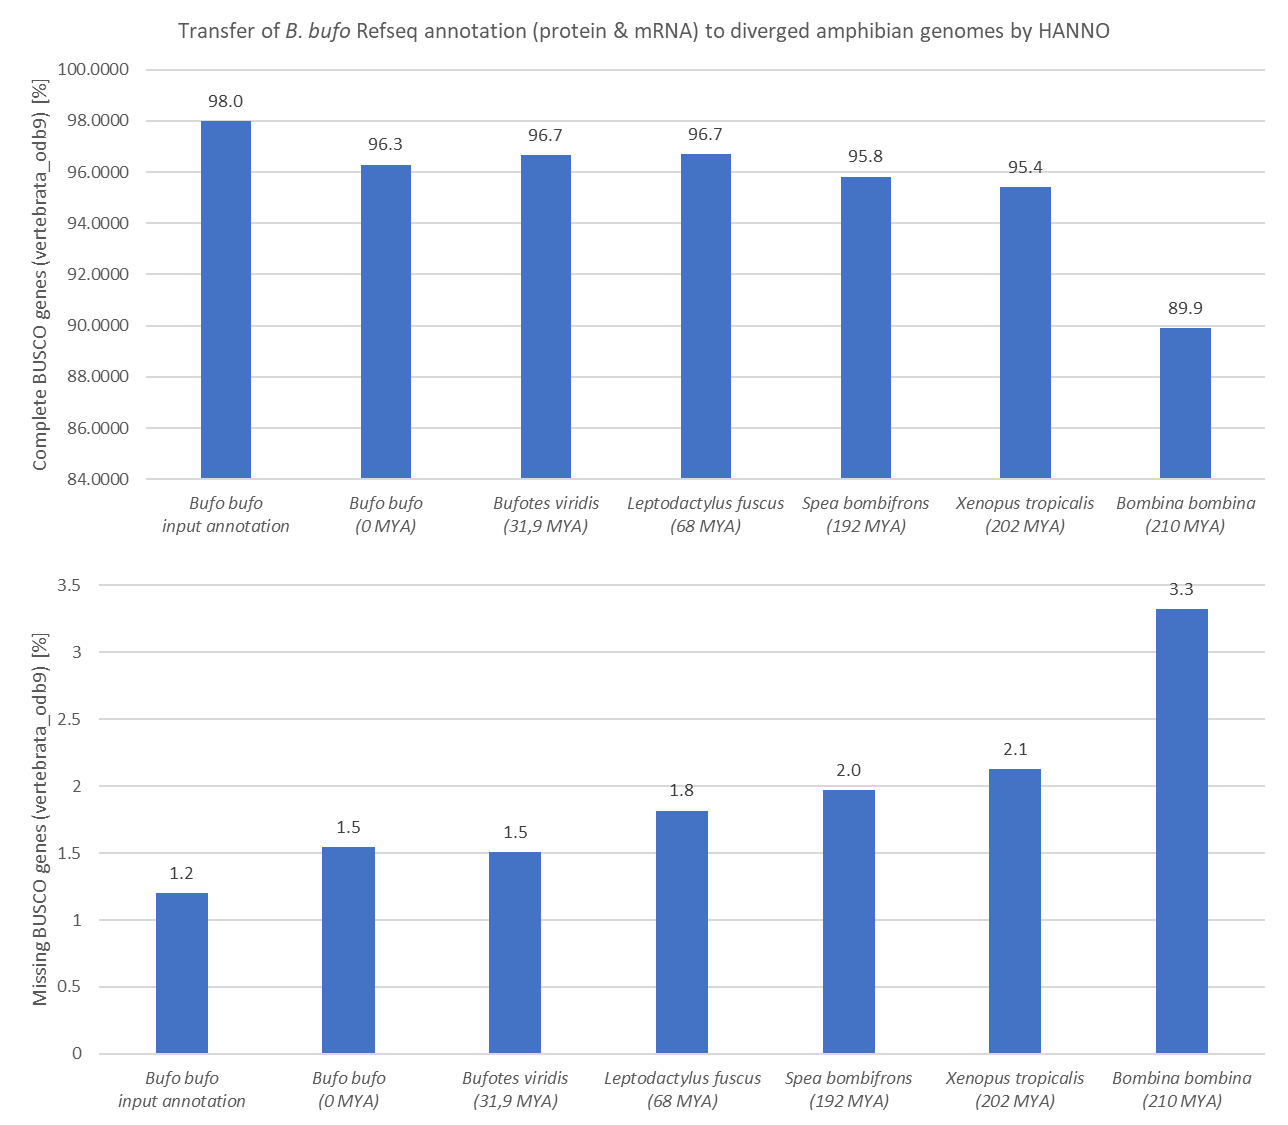 Transfer of B. bufo Refseq annotation (protein & mRNA) to diverged amphibian genomes by HANNO
Complete BUSCO genes (vertebrata_odb9) [%]
100.0000
98.0000
96.0000
94.0000
92.0000
90.0000
88.0000
86.0000
84.0000
98.0
96.3
96.7
96.7
95.8
95.4
89.9
Bufo bufo
input annotation
Bufo bufo
(0 MYA)
Bufotes viridis
(31,9 MYA)
Leptodactylus fuscus
(68 MYA)
Spea bombifrons
(192 MYA)
Xenopus tropicalis
(202 MYA)
Bombina bombina
(210 MYA)
Missing BUSCO genes (vertebrata_odb9) [%]
3.5
3
2.5
2
1.5
1
0.5
0
1.2
1.5
1.5
1.8
2.0
2.1
3.3
Bufo bufo
input annotation
Bufo bufo
(0 MYA)
Bufotes viridis
(31,9 MYA)
Leptodactylus fuscus
(68 MYA)
Spea bombifrons
(192 MYA)
Xenopus tropicalis
(202 MYA)
Bombina bombina
(210 MYA)